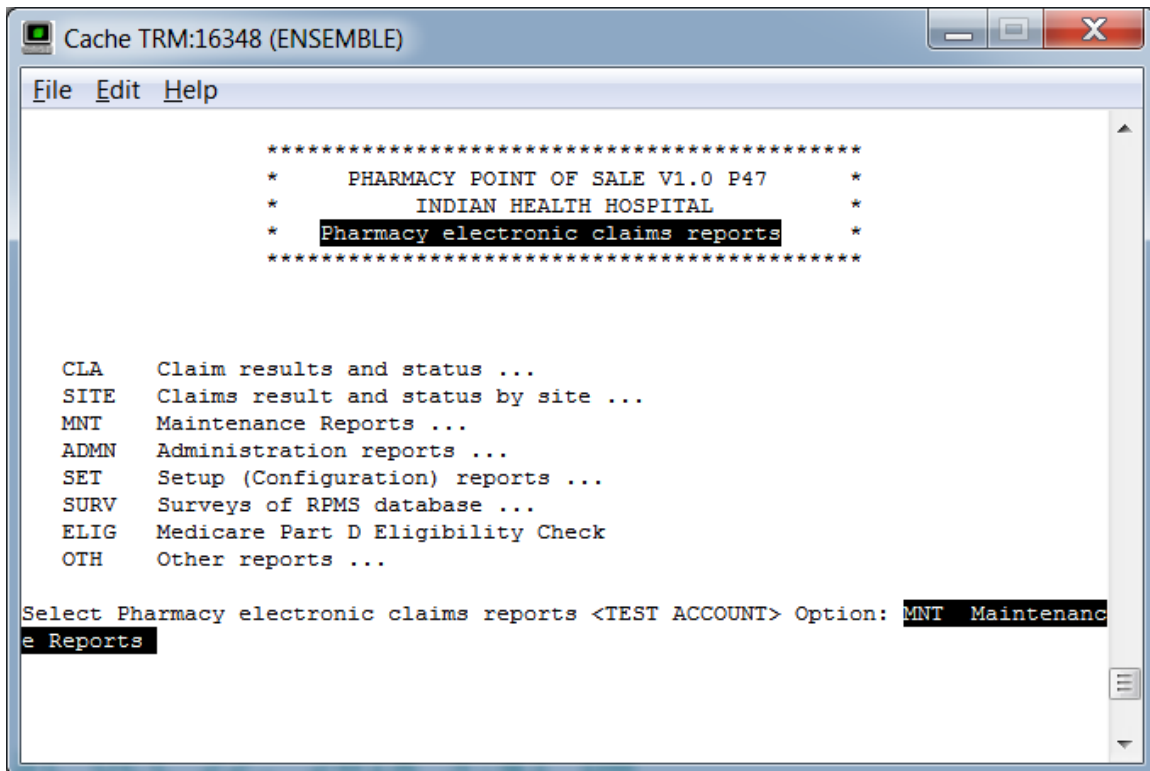 Cache TRM:16348 (ENSEMBLE)
File Edit Help
*********************************************
* PHARMACY POINT OF SALE V1.0 P47 *
* INDIAN HEALTH HOSPITAL *
* Pharmacy electronic claims reports *
*********************************************
CLA Claim results and status ...
SITE Claims result and status by site ...
MNT Maintenance Reports ...
ADMN Administration reports ...
SET Setup (Configuration) reports ...
SURV Surveys of RPMS database ...
ELIG Medicare Part D Eligibility Check
OTH Other reports ...
Select Pharmacy electronic claims reports <TEST ACCOUNT> Option: MNT Maintenanc
e Reports